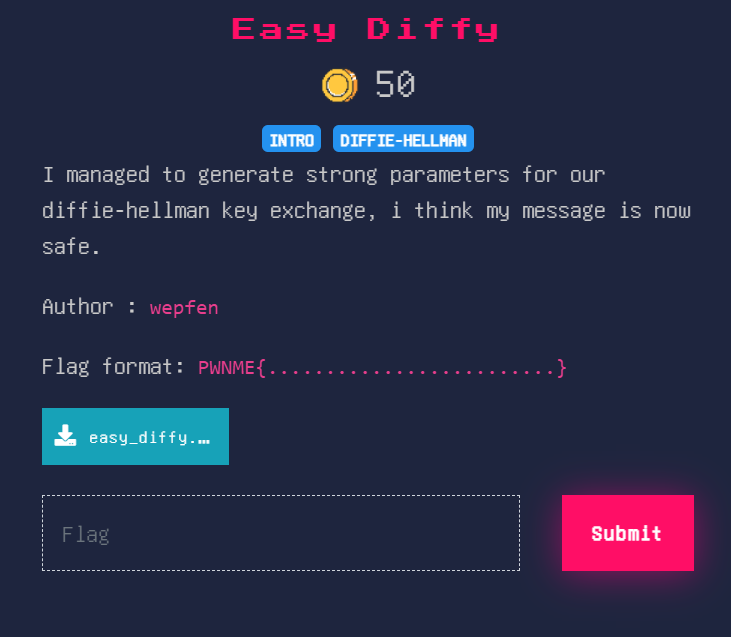 Easy Diffy
50
INTRO DIFFIE-HELLMAN
I managed to generate strong parameters for our
diffie-hellman key exchange, i think my message is now
safe.
Author : wepfen
Flag format: PWNME{.........................}
easy_diffy.…
Flag
Submit